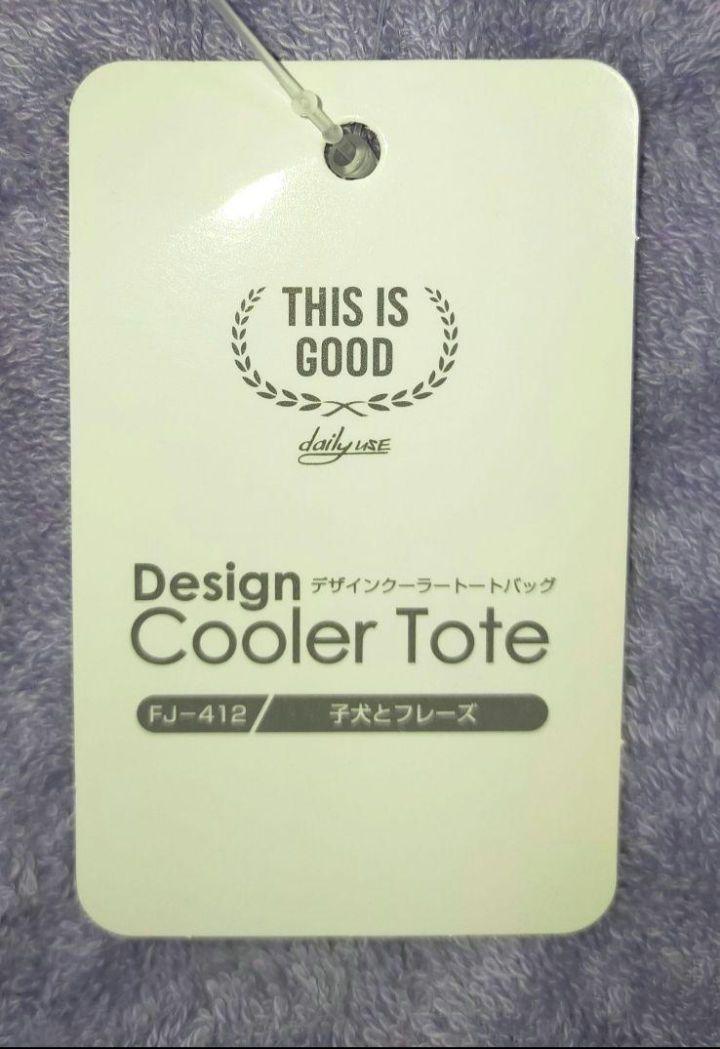 THIS IS
GOOD
daily USE
Design デザインクーラートートバッグ
Cooler Tote
FJ-412 / 子犬とフレーズ